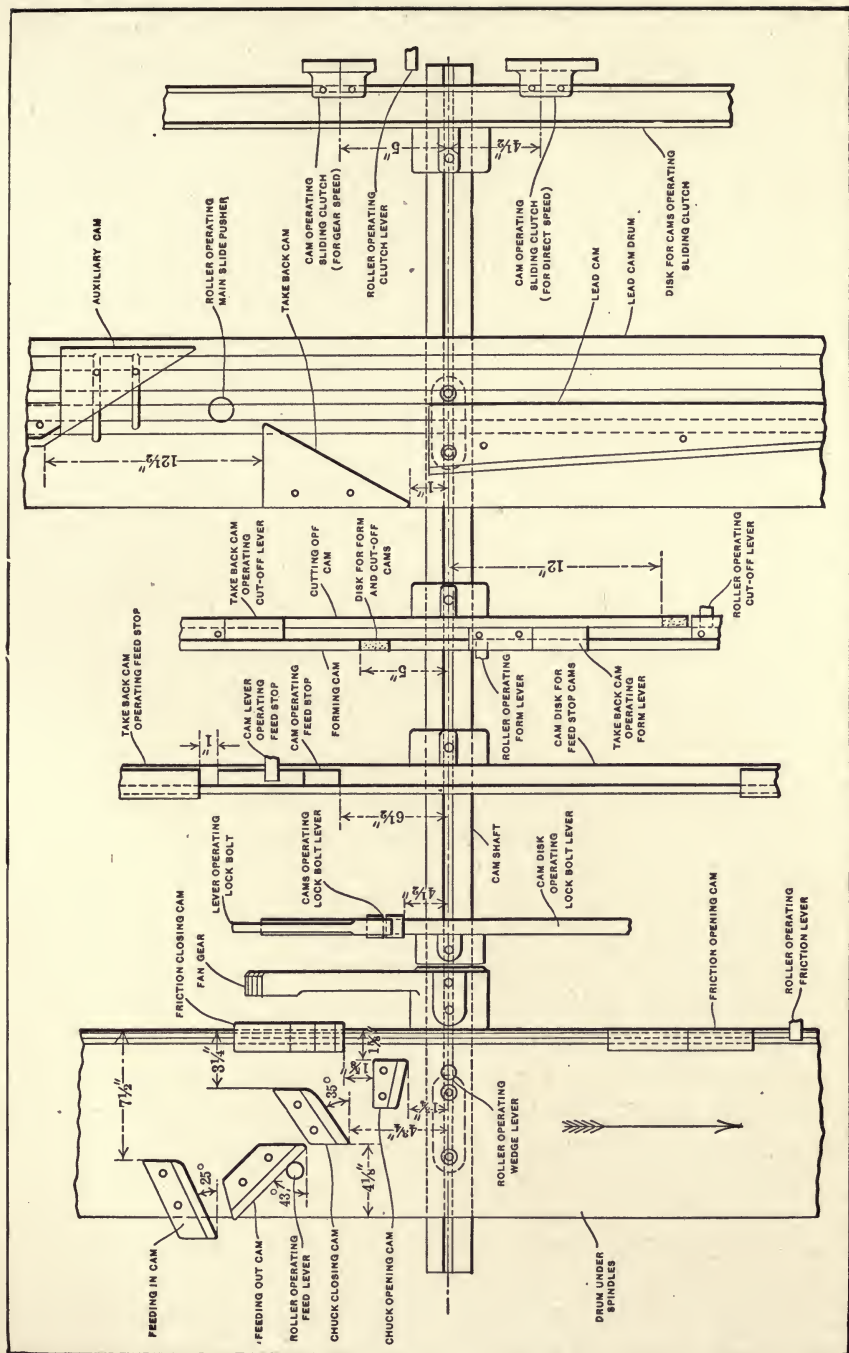 FEEDING IN CAM
FEEDING OUT CAM
ROLLER OPERATING
FEED LEVER
CHUCK CLOSING CAM
CHUCK OPENING CAM
DRUM UNDER
SPINDLES
7½"
3¼"
25°
43°
35°
4⅛"
4¾"
ROLLER OPERATING
WEDGE LEVER
FRICTION CLOSING CAM
FAN GEAR
LEVER OPERATING
LOCK BOLT
CAMS OPERATING
LOCK BOLT LEVER
4½"
CAM DISK
OPERATING
LOCK BOLT LEVER
FRICTION OPENING CAM
ROLLER OPERATING
FRICTION LEVER
TAKE BACK CAM
OPERATING FEED STOP
1"
CAM LEVER
OPERATING
FEED STOP
CAM OPERATING
FEED STOP
6½"
CAM SHAFT
CAM DISK FOR
FEED STOP CAMS
FORMING CAM
TAKE BACK CAM
OPERATING
CUT-OFF LEVER
CUTTING OFF
CAM
DISK FOR FORM
AND CUT-OFF
CAMS
5"
12"
ROLLER OPERATING
FORM LEVER
TAKE BACK CAM
OPERATING
FORM LEVER
ROLLER OPERATING
CUT-OFF LEVER
AUXILIARY CAM
ROLLER OPERATING
MAIN SLIDE PUSHER
TAKE BACK CAM
12½"
1"
LEAD CAM
LEAD CAM DRUM
CAM OPERATING
SLIDING CLUTCH
(FOR GEAR SPEED)
ROLLER OPERATING
CLUTCH LEVER
5"
4½"
CAM OPERATING
SLIDING CLUTCH
(FOR DIRECT SPEED)
DISK FOR CAMS OPERATING
SLIDING CLUTCH